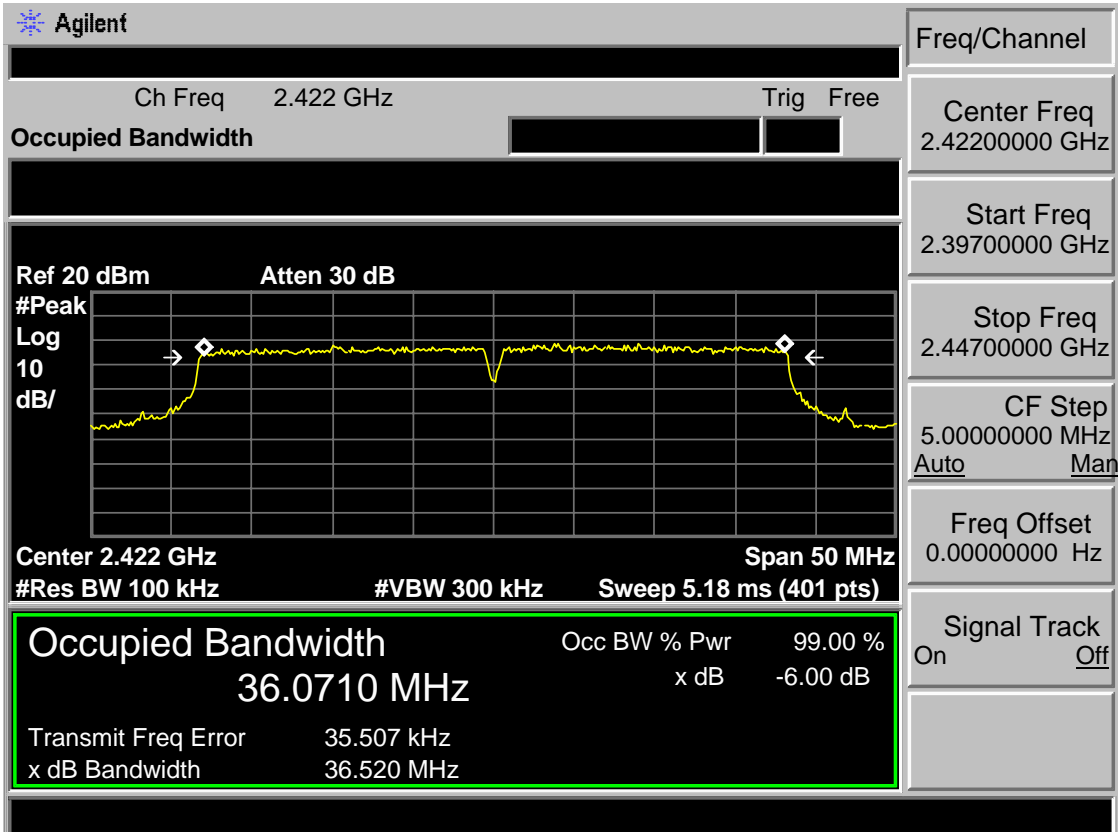 Agilent
Freq/Channel
Ch Freq 2.422 GHz Trig Free
Occupied Bandwidth
Center Freq
2.42200000 GHz
Start Freq
2.39700000 GHz
Stop Freq
2.44700000 GHz
CF Step
5.00000000 MHz
Auto Man
Freq Offset
0.00000000 Hz
Signal Track
On Off
Ref 20 dBm Atten 30 dB
#Peak
Log
10
dB/
Center 2.422 GHz Span 50 MHz
#Res BW 100 kHz #VBW 300 kHz Sweep 5.18 ms (401 pts)
Occupied Bandwidth
36.0710 MHz
Occ BW % Pwr 99.00 %
x dB -6.00 dB
Transmit Freq Error 35.507 kHz
x dB Bandwidth 36.520 MHz